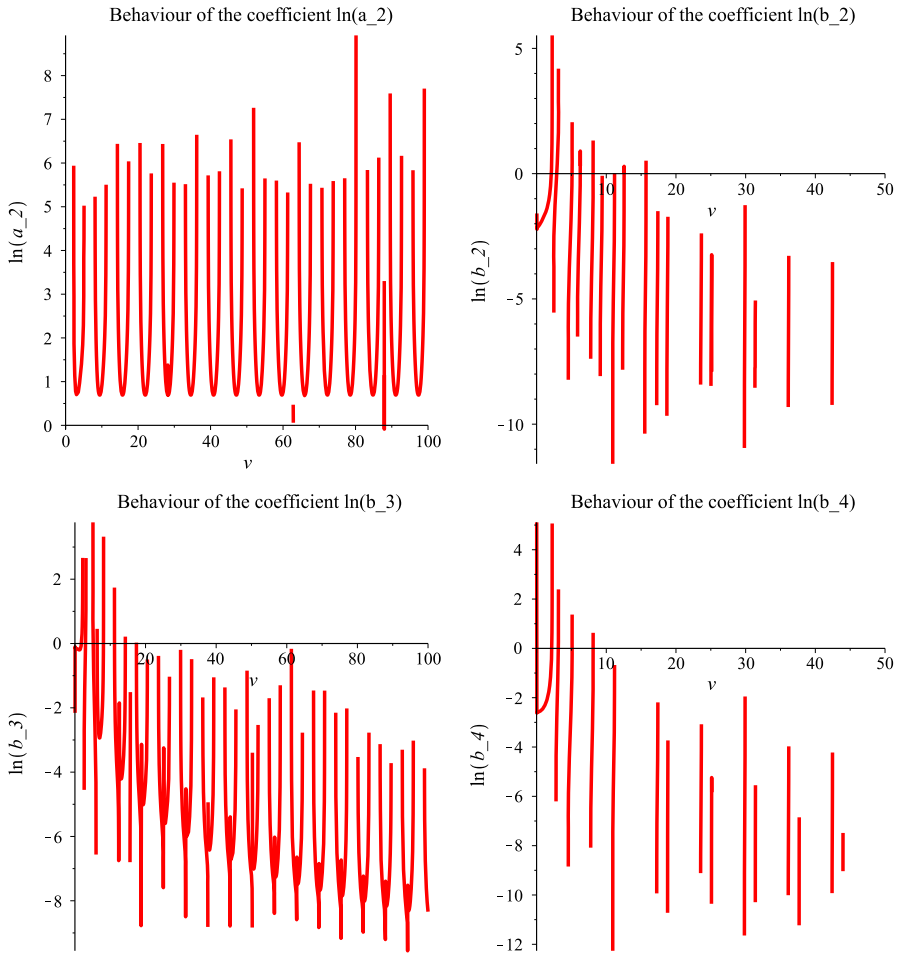 Behaviour of the coefficient ln(a_2)
8
7
6
5
4
3
2
1
0
ln(a_2)
0 20 40 60 80 100
v
Behaviour of the coefficient ln(b_2)
5
0
-5
-10
ln(b_2)
10 20 30 40 50
v
Behaviour of the coefficient ln(b_3)
2
0
-2
-4
-6
-8
ln(b_3)
20 40 60 80 100
v
Behaviour of the coefficient ln(b_4)
4
2
0
-2
-4
-6
-8
-10
-12
ln(b_4)
10 20 30 40 50
v